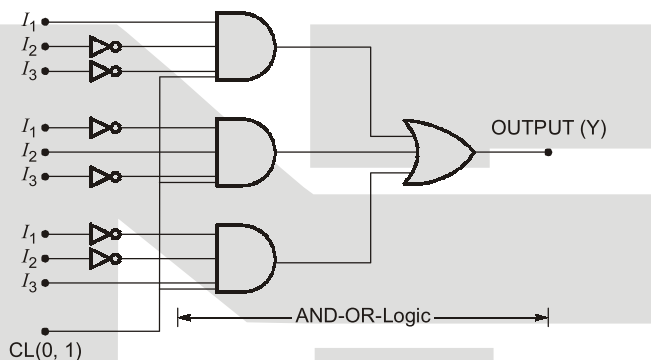 I1
I2
I3
I1
I2
I3
I1
I2
I3
CL(0, 1)
OUTPUT (Y)
AND-OR-Logic